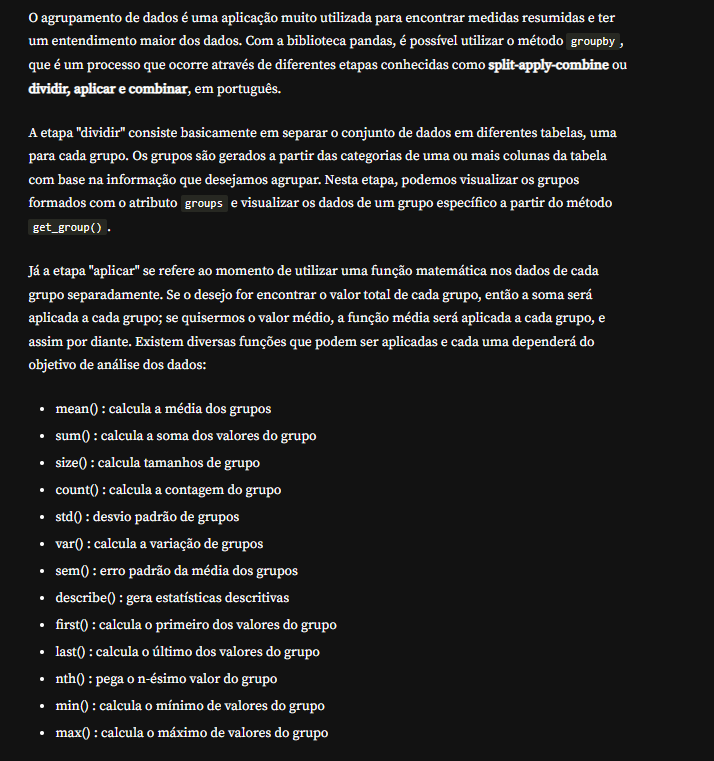 O agrupamento de dados é uma aplicação muito utilizada para encontrar medidas resumidas e ter
um entendimento maior dos dados. Com a biblioteca pandas, é possível utilizar o método groupby,
que é um processo que ocorre através de diferentes etapas conhecidas como split-apply-combine ou
dividir, aplicar e combinar, em português.
A etapa "dividir" consiste basicamente em separar o conjunto de dados em diferentes tabelas, uma
para cada grupo. Os grupos são gerados a partir das categorias de uma ou mais colunas da tabela
com base na informação que desejamos agrupar. Nesta etapa, podemos visualizar os grupos
formados com o atributo groups e visualizar os dados de um grupo específico a partir do método
get_group().
Já a etapa "aplicar" se refere ao momento de utilizar uma função matemática nos dados de cada
grupo separadamente. Se o desejo for encontrar o valor total de cada grupo, então a soma será
aplicada a cada grupo; se quisermos o valor médio, a função média será aplicada a cada grupo, e
assim por diante. Existem diversas funções que podem ser aplicadas e cada uma dependerá do
objetivo de análise dos dados:
• mean() : calcula a média dos grupos
• sum() : calcula a soma dos valores do grupo
• size() : calcula tamanhos de grupo
• count() : calcula a contagem do grupo
• std() : desvio padrão de grupos
• var() : calcula a variação de grupos
• sem() : erro padrão da média dos grupos
• describe() : gera estatísticas descritivas
• first() : calcula o primeiro dos valores do grupo
• last() : calcula o último dos valores do grupo
• nth() : pega o n-ésimo valor do grupo
• min() : calcula o mínimo de valores do grupo
• max() : calcula o máximo de valores do grupo